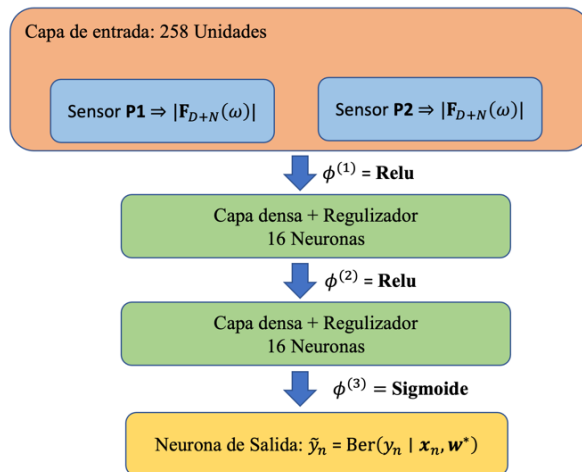 Capa de entrada: 258 Unidades
Sensor P1 ⇒ |F_{D+N}(ω)|
Sensor P2 ⇒ |F_{D+N}(ω)|
ϕ^{(1)} = Relu
Capa densa + Regulizador
16 Neuronas
ϕ^{(2)} = Relu
Capa densa + Regulizador
16 Neuronas
ϕ^{(3)} = Sigmoide
Neurona de Salida: ỹ_n = Ber(y_n | x_n, w*)